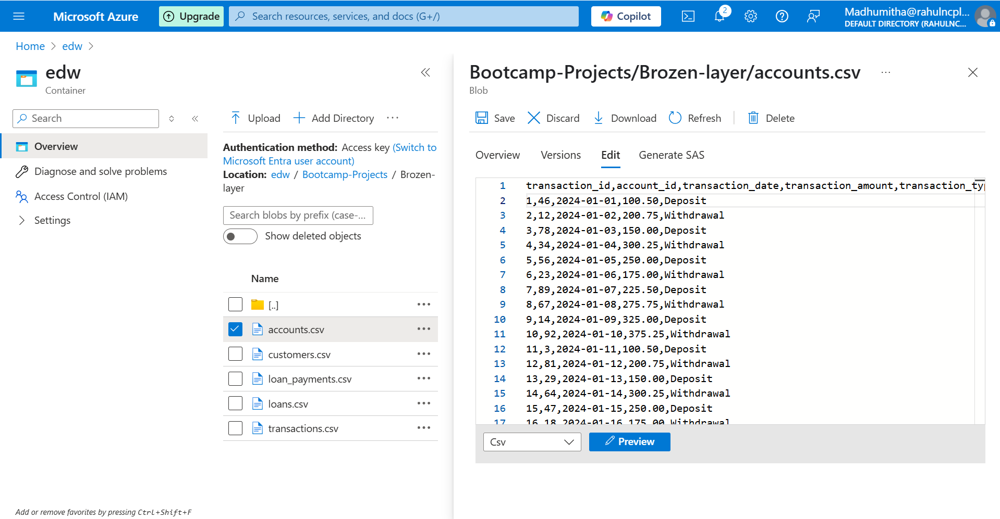 Microsoft Azure
Upgrade
Search resources, services, and docs (G+/)
Copilot
2
Madhumitha@rahulncpl...
DEFAULT DIRECTORY (RAHULNC...
Home > edw >
edw
Container
Search
Overview
Diagnose and solve problems
Access Control (IAM)
Settings
Add or remove favorites by pressing Ctrl+Shift+F
Upload
Add Directory
...
Authentication method: Access key (Switch to
Microsoft Entra user account)
Location: edw / Bootcamp-Projects / Brozen-
layer
Search blobs by prefix (case-...
Show deleted objects
Name
[..]
accounts.csv
customers.csv
loan_payments.csv
loans.csv
transactions.csv
Bootcamp-Projects/Brozen-layer/accounts.csv ...
Blob
Save
Discard
Download
Refresh
Delete
Overview
Versions
Edit
Generate SAS
1 transaction_id,account_id,transaction_date,transaction_amount,transaction_typ
2 1,46,2024-01-01,100.50,Deposit
3 2,12,2024-01-02,200.75,Withdrawal
4 3,78,2024-01-03,150.00,Deposit
5 4,34,2024-01-04,300.25,Withdrawal
6 5,56,2024-01-05,250.00,Deposit
7 6,23,2024-01-06,175.00,Withdrawal
8 7,89,2024-01-07,225.50,Deposit
9 8,67,2024-01-08,275.75,Withdrawal
10 9,14,2024-01-09,325.00,Deposit
11 10,92,2024-01-10,375.25,Withdrawal
12 11,3,2024-01-11,100.50,Deposit
13 12,81,2024-01-12,200.75,Withdrawal
14 13,29,2024-01-13,150.00,Deposit
15 14,64,2024-01-14,300.25,Withdrawal
16 15,47,2024-01-15,250.00,Deposit
17 16,18,2024-01-16,175.00,Withdrawal
Csv
Preview